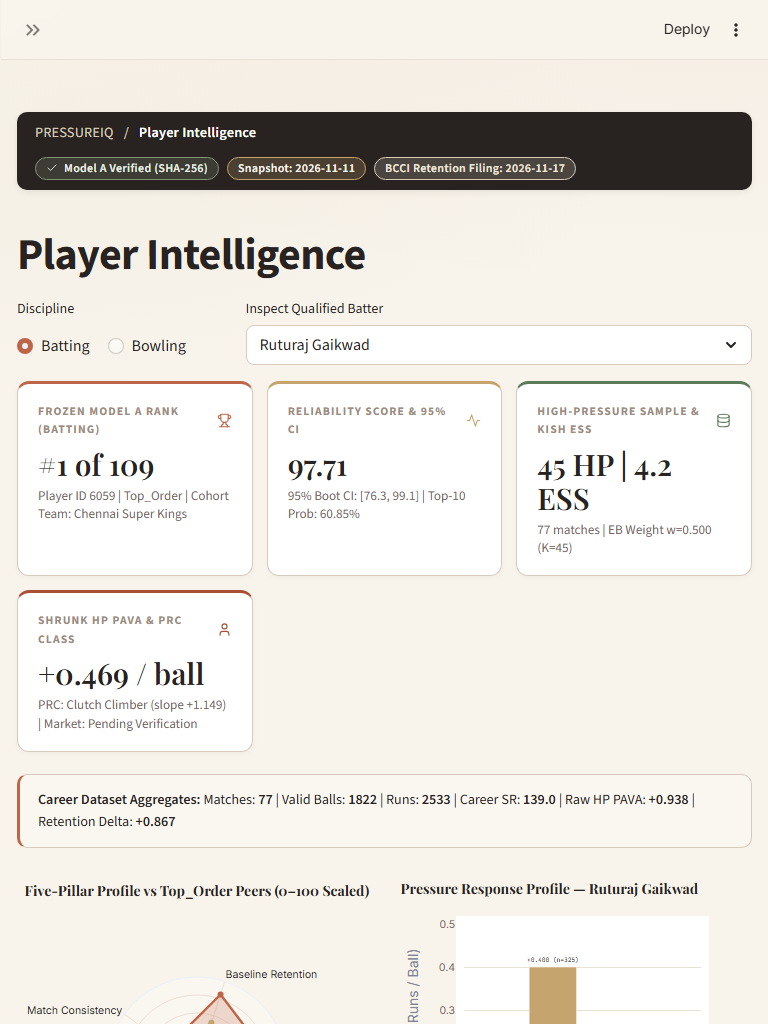 Deploy
PRESSUREIQ / Player Intelligence
Model A Verified (SHA-256)
Snapshot: 2026-11-11
BCCI Retention Filing: 2026-11-17
Player Intelligence
Discipline
Batting
Bowling
Inspect Qualified Batter
Ruturaj Gaikwad
FROZEN MODEL A RANK
(BATTING)
#1 of 109
Player ID 6059 | Top_Order | Cohort
Team: Chennai Super Kings
RELIABILITY SCORE & 95%
CI
97.71
95% Boot CI: [76.3, 99.1] | Top-10
Prob: 60.85%
HIGH-PRESSURE SAMPLE &
KISH ESS
45 HP | 4.2
ESS
77 matches | EB Weight w=0.500
(K=45)
SHRUNK HP PAVA & PRC
CLASS
+0.469 / ball
PRC: Clutch Climber (slope +1.149)
| Market: Pending Verification
Career Dataset Aggregates: Matches: 77 | Valid Balls: 1822 | Runs: 2533 | Career SR: 139.0 | Raw HP PAVA: +0.938 |
Retention Delta: +0.867
Five-Pillar Profile vs Top_Order Peers (0–100 Scaled)
Baseline Retention
Match Consistency
Pressure Response Profile — Ruturaj Gaikwad
0.5
0.4
0.3
Runs / Ball)
+0.400 (n=325)